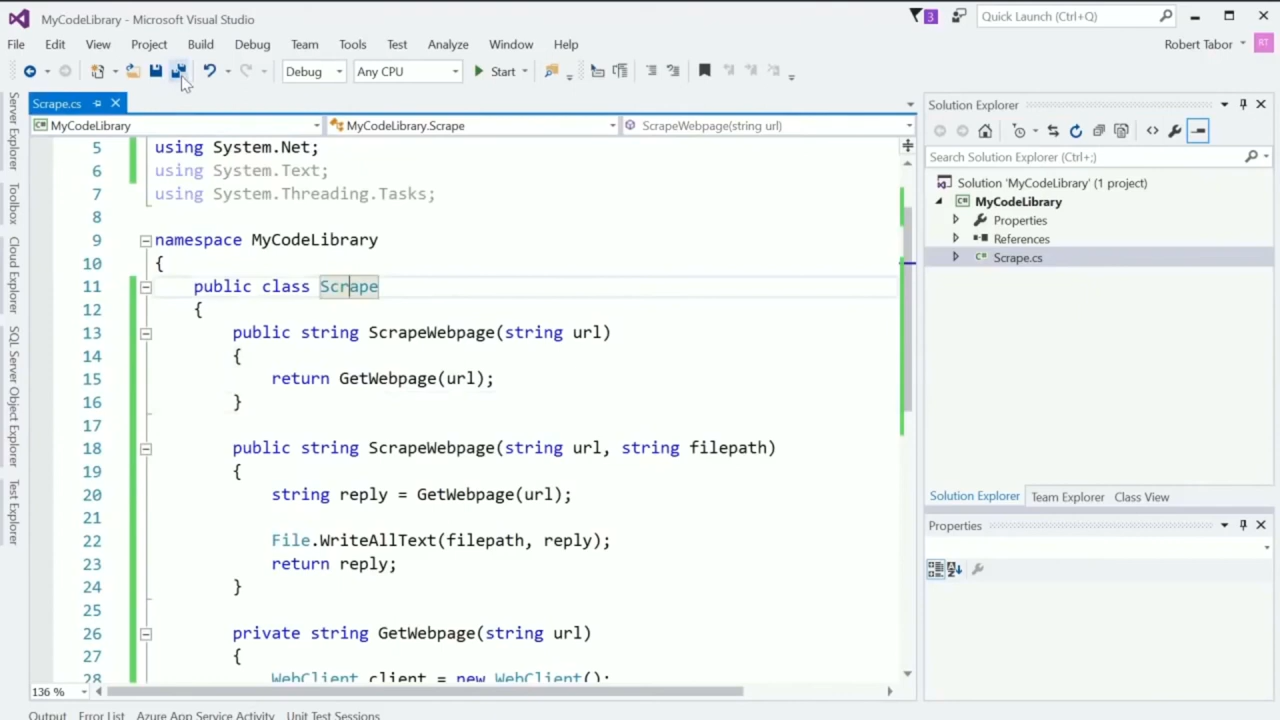 MyCodeLibrary - Microsoft Visual Studio
3
Quick Launch (Ctrl+Q)
File Edit View Project Build Debug Team Tools Test Analyze Window Help
Robert Tabor
RT
Debug Any CPU Start
Scrape.cs
MyCodeLibrary MyCodeLibrary.Scrape ScrapeWebpage(string url)
Server Explorer
Toolbox
Cloud Explorer
SQL Server Object Explorer
Test Explorer
5 using System.Net;
6 using System.Text;
7 using System.Threading.Tasks;
8
9 namespace MyCodeLibrary
10 {
11 public class Scrape
12 {
13 public string ScrapeWebpage(string url)
14 {
15 return GetWebpage(url);
16 }
17
18 public string ScrapeWebpage(string url, string filepath)
19 {
20 string reply = GetWebpage(url);
21
22 File.WriteAllText(filepath, reply);
23 return reply;
24 }
25
26 private string GetWebpage(string url)
27 {
28 WebClient client = new WebClient();
136 %
Solution Explorer
Search Solution Explorer (Ctrl+;)
Solution 'MyCodeLibrary' (1 project)
C# MyCodeLibrary
Properties
References
C# Scrape.cs
Solution Explorer Team Explorer Class View
Properties
Output Error List Azure App Service Activity Unit Test Sessions